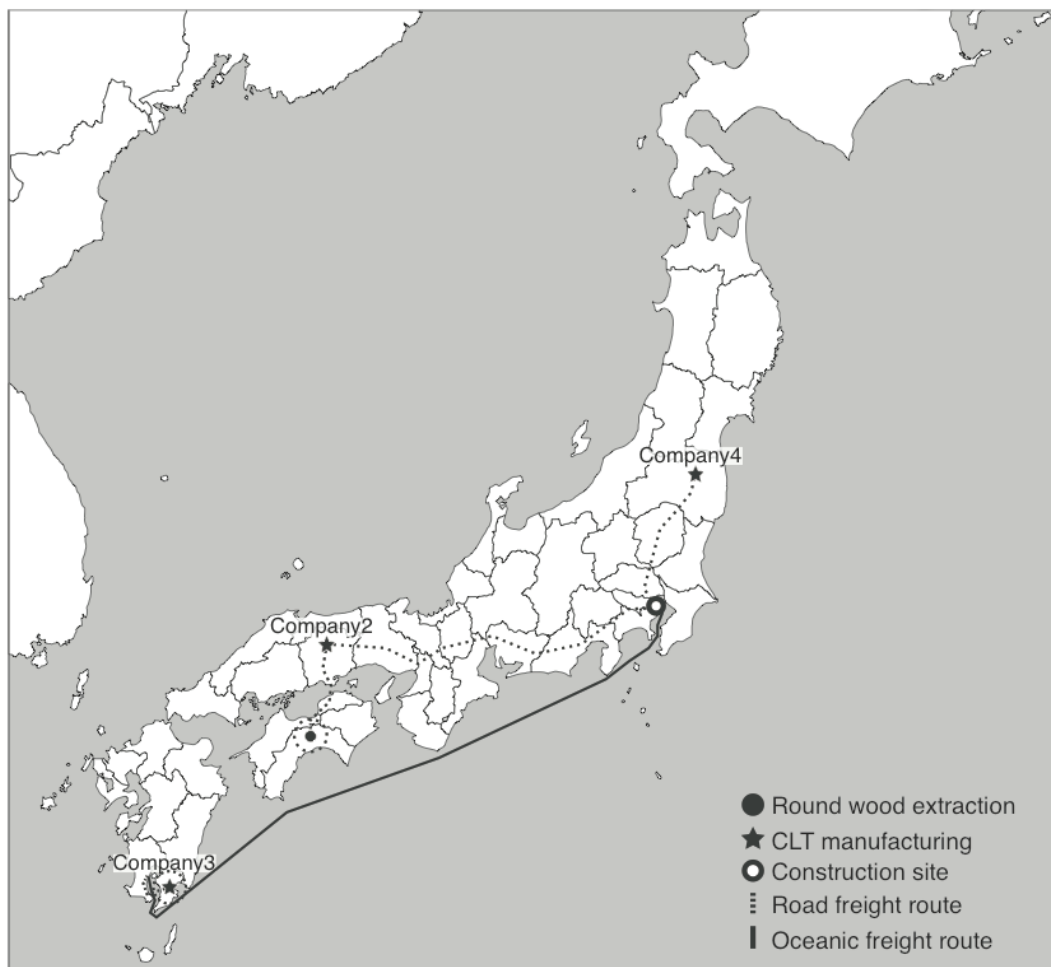 Company4
Company2
Company3
Round wood extraction
CLT manufacturing
Construction site
Road freight route
Oceanic freight route